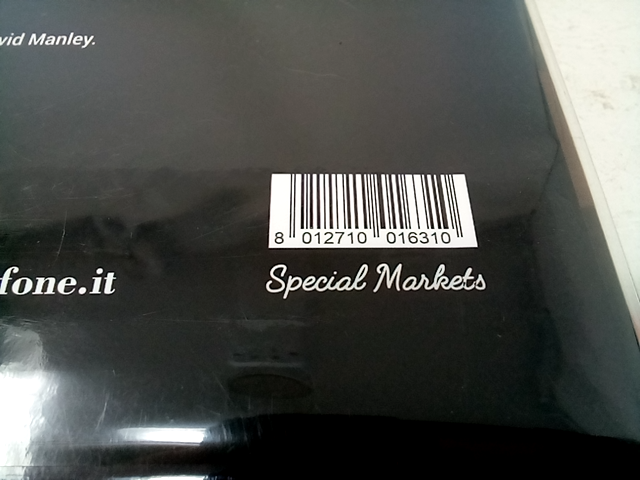 vid Manley.
8 012710 016310
fone.it
Special Markets